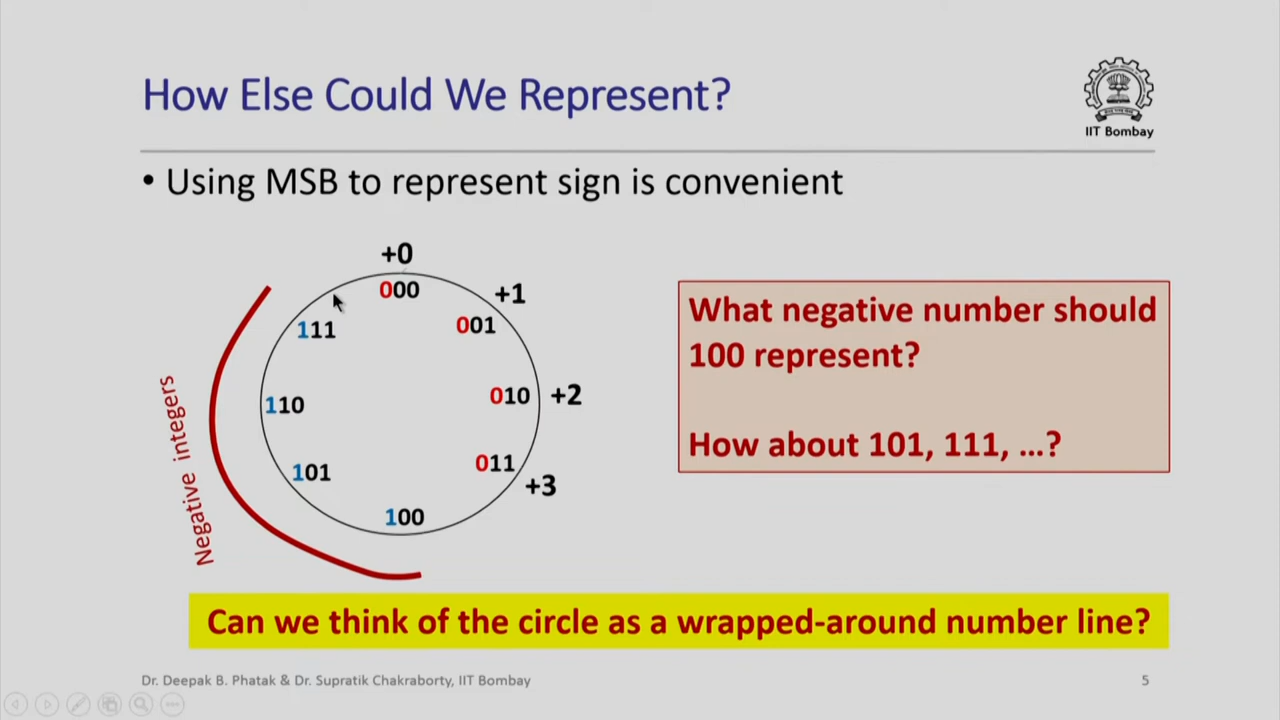 How Else Could We Represent?
IIT Bombay
• Using MSB to represent sign is convenient
+0
000
+1
001
111
010
+2
110
101
011
+3
100
Negative integers
What negative number should
100 represent?
How about 101, 111, ...?
Can we think of the circle as a wrapped-around number line?
Dr. Deepak B. Phatak & Dr. Supratik Chakraborty, IIT Bombay
5